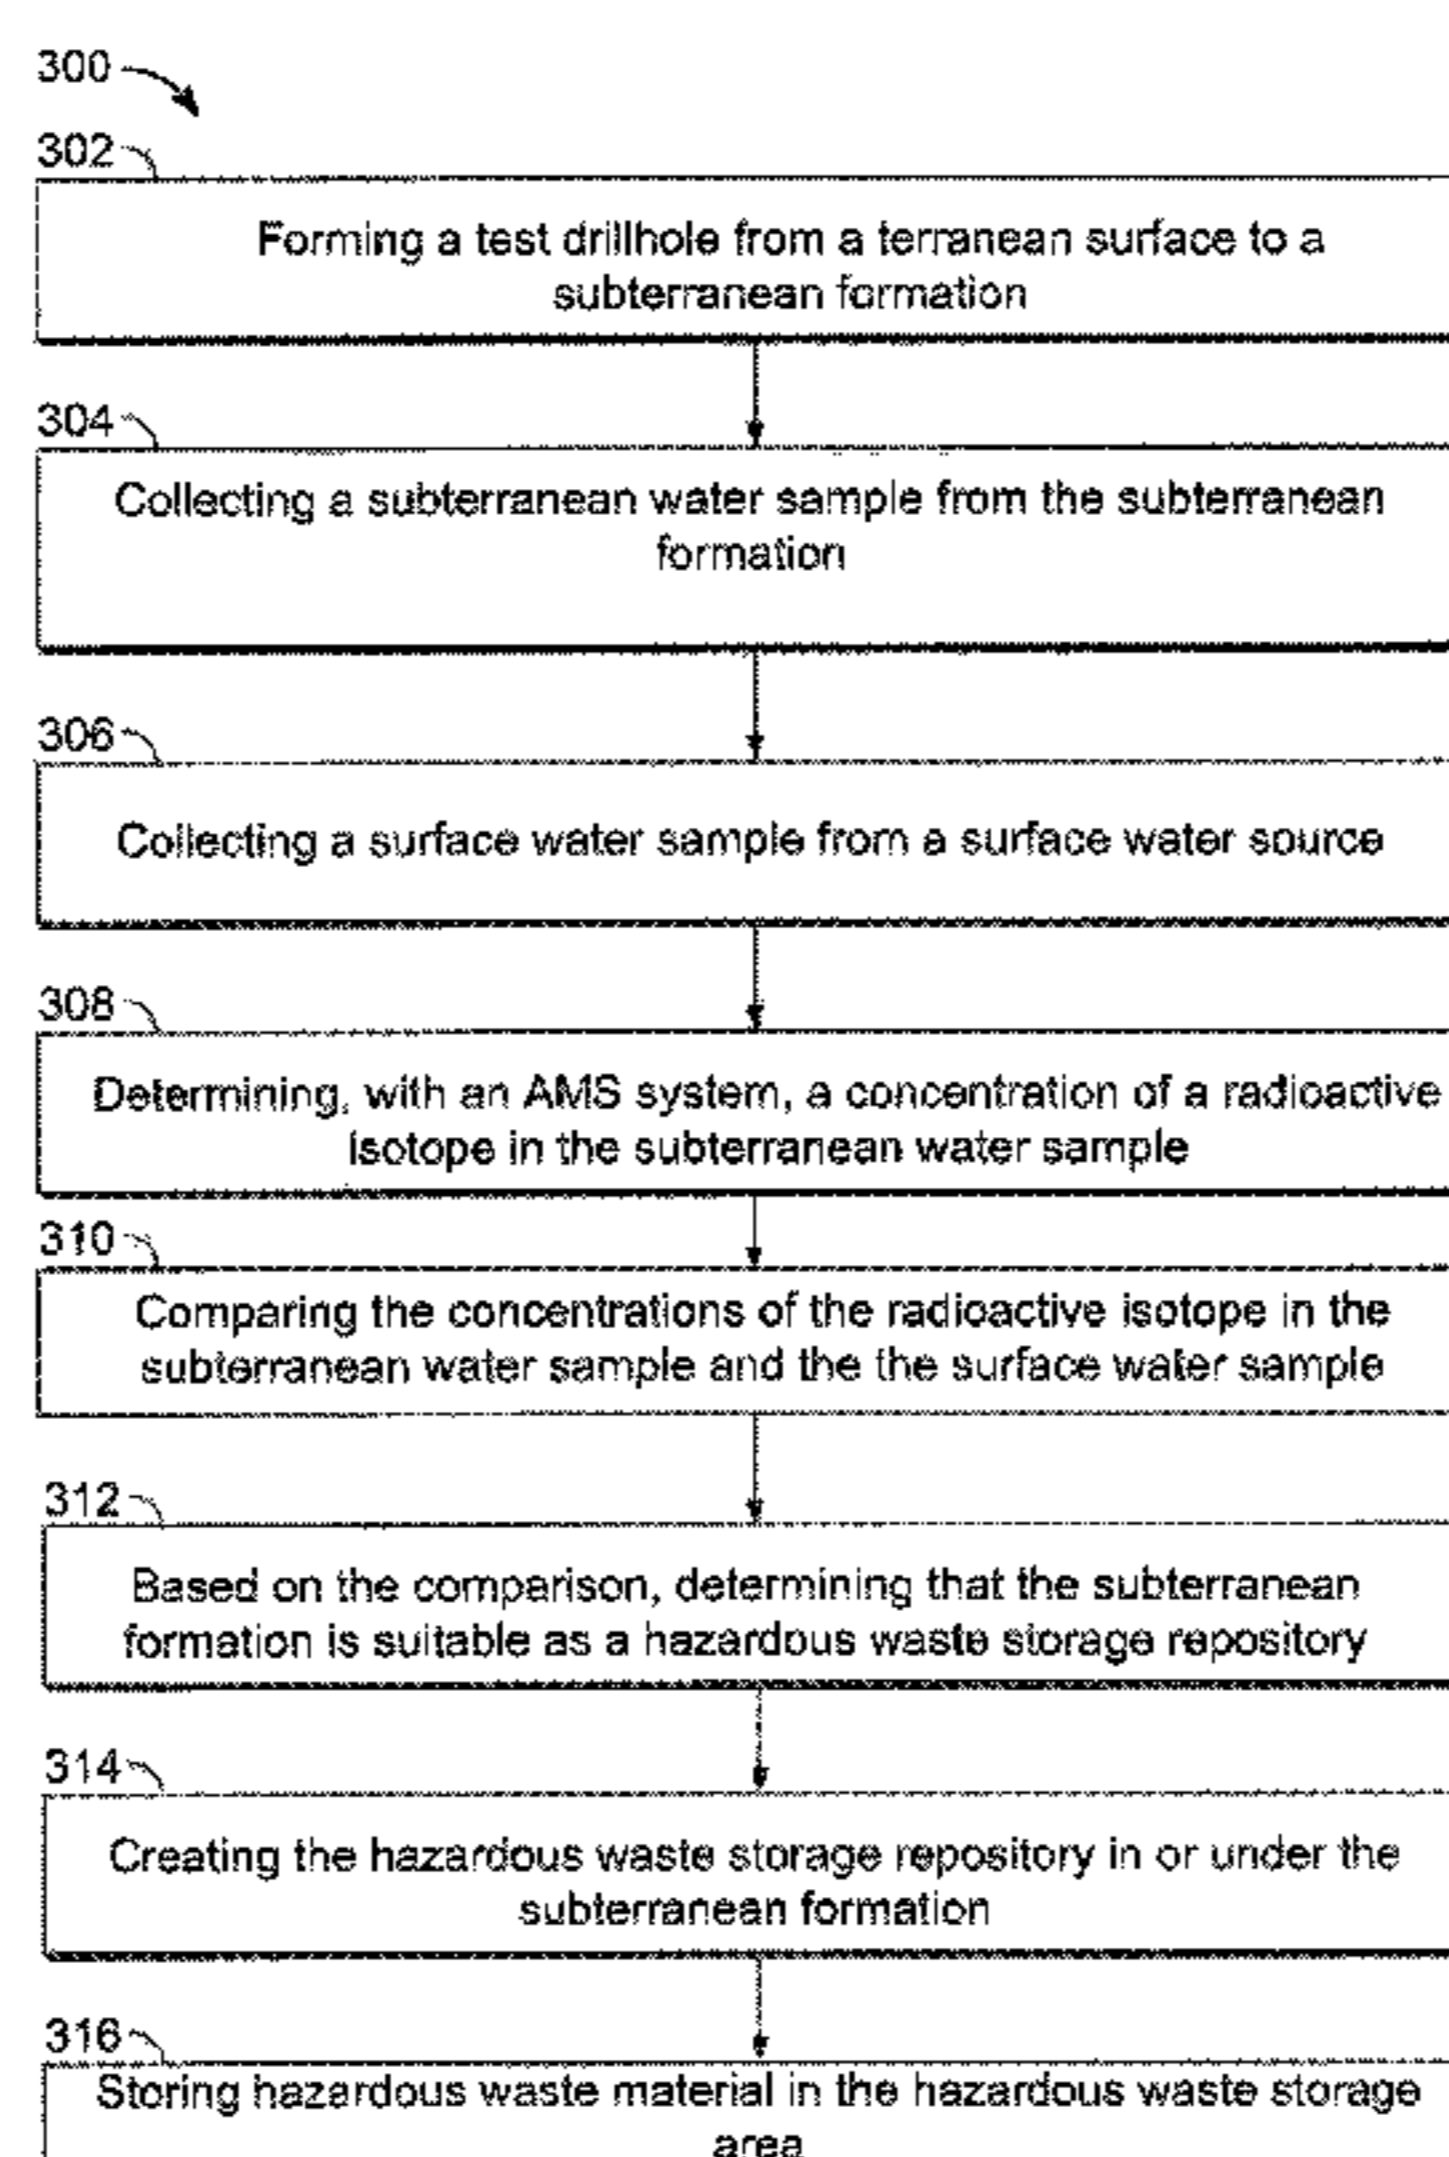 300
302
Forming a test drillhole from a terranean surface to a
subterranean formation
304
Collecting a subterranean water sample from the subterranean
formation
306
Collecting a surface water sample from a surface water source
308
Determining, with an AMS system, a concentration of a radioactive
isotope in the subterranean water sample
310
Comparing the concentrations of the radioactive isotope in the
subterranean water sample and the the surface water sample
312
Based on the comparison, determining that the subterranean
formation is suitable as a hazardous waste storage repository
314
Creating the hazardous waste storage repository in or under the
subterranean formation
316
Storing hazardous waste material in the hazardous waste storage
area